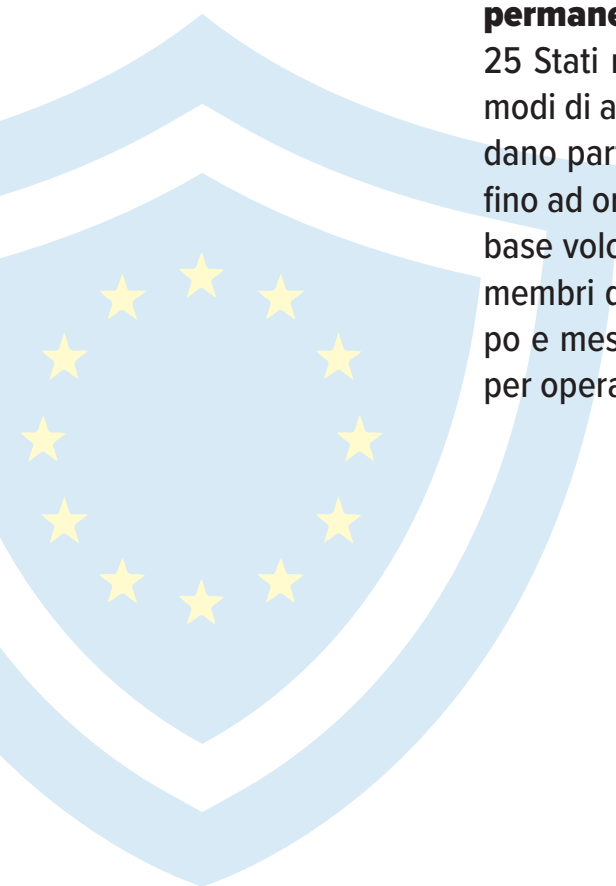 permane
25 Stati r
modi di a
dano par
fino ad or
base volo
membri d
po e mes
per opera